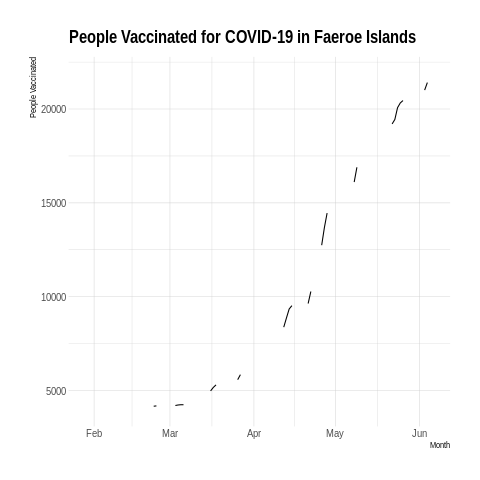 People Vaccinated for COVID-19 in Faeroe Islands
People Vaccinated
20000
15000
10000
5000
Feb Mar Apr May Jun
Month